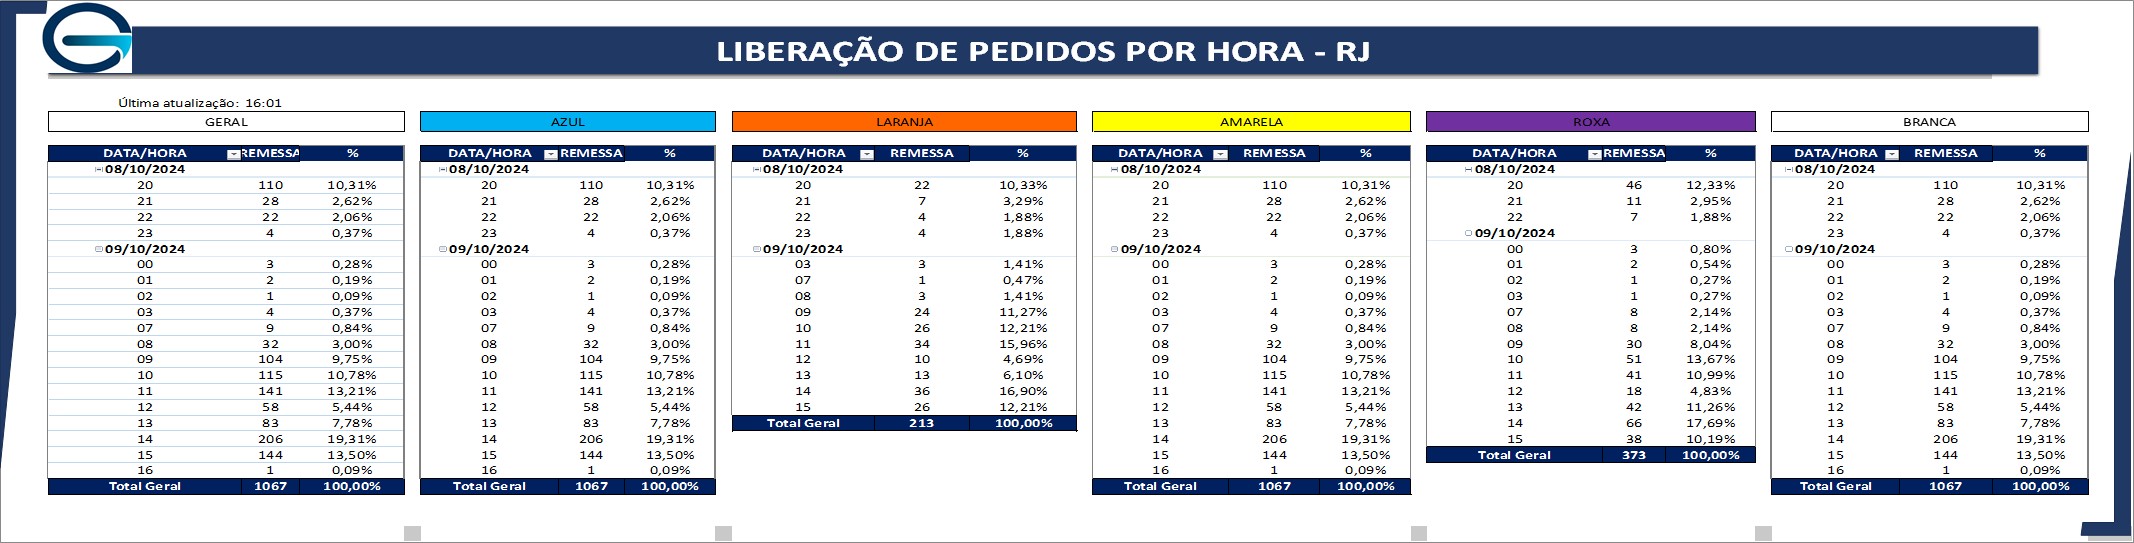 LIBERAÇÃO DE PEDIDOS POR HORA - RJ
Última atualização: 16:01
GERAL AZUL LARANJA AMARELA ROXA BRANCA
DATA/HORA REMESSA % DATA/HORA REMESSA % DATA/HORA REMESSA % DATA/HORA REMESSA % DATA/HORA REMESSA % DATA/HORA REMESSA %
08/10/2024 08/10/2024 08/10/2024 08/10/2024 08/10/2024 08/10/2024
20 110 10,31% 20 110 10,31% 20 22 10,33% 20 110 10,31% 20 46 12,33% 20 110 10,31%
21 28 2,62% 21 28 2,62% 21 7 3,29% 21 28 2,62% 21 11 2,95% 21 28 2,62%
22 22 2,06% 22 22 2,06% 22 4 1,88% 22 22 2,06% 22 7 1,88% 22 22 2,06%
23 4 0,37% 23 4 0,37% 23 4 1,88% 23 4 0,37% 09/10/2024 23 4 0,37%
09/10/2024 09/10/2024 09/10/2024 09/10/2024 00 3 0,80% 09/10/2024
00 3 0,28% 00 3 0,28% 03 3 1,41% 00 3 0,28% 01 2 0,54% 00 3 0,28%
01 2 0,19% 01 2 0,19% 07 1 0,47% 01 2 0,19% 02 1 0,27% 01 2 0,19%
02 1 0,09% 02 1 0,09% 08 3 1,41% 02 1 0,09% 03 1 0,27% 02 1 0,09%
03 4 0,37% 03 4 0,37% 09 24 11,27% 03 4 0,37% 07 8 2,14% 03 4 0,37%
07 9 0,84% 07 9 0,84% 10 26 12,21% 07 9 0,84% 08 8 2,14% 07 9 0,84%
08 32 3,00% 08 32 3,00% 11 34 15,96% 08 32 3,00% 09 30 8,04% 08 32 3,00%
09 104 9,75% 09 104 9,75% 12 10 4,69% 09 104 9,75% 10 51 13,67% 09 104 9,75%
10 115 10,78% 10 115 10,78% 13 13 6,10% 10 115 10,78% 11 41 10,99% 10 115 10,78%
11 141 13,21% 11 141 13,21% 14 36 16,90% 11 141 13,21% 12 18 4,83% 11 141 13,21%
12 58 5,44% 12 58 5,44% 15 26 12,21% 12 58 5,44% 13 42 11,26% 12 58 5,44%
13 83 7,78% 13 83 7,78% Total Geral 213 100,00% 13 83 7,78% 14 66 17,69% 13 83 7,78%
14 206 19,31% 14 206 19,31% 14 206 19,31% 15 38 10,19% 14 206 19,31%
15 144 13,50% 15 144 13,50% 15 144 13,50% Total Geral 373 100,00% 15 144 13,50%
16 1 0,09% 16 1 0,09% 16 1 0,09% 16 1 0,09%
Total Geral 1067 100,00% Total Geral 1067 100,00% Total Geral 1067 100,00% Total Geral 1067 100,00%